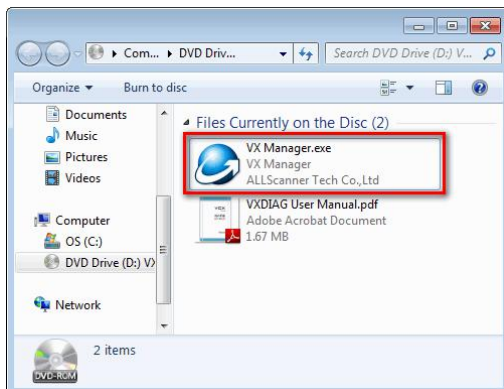 Com... DVD Driv... Search DVD Drive (D:) V...
Organize Burn to disc
Documents
Music
Pictures
Videos
Computer
OS (C:)
DVD Drive (D:) VX
Network
Files Currently on the Disc (2)
VX Manager.exe
VX Manager
ALLScanner Tech Co.,Ltd
VXDIAG User Manual.pdf
Adobe Acrobat Document
1.67 MB
2 items
DVD-ROM